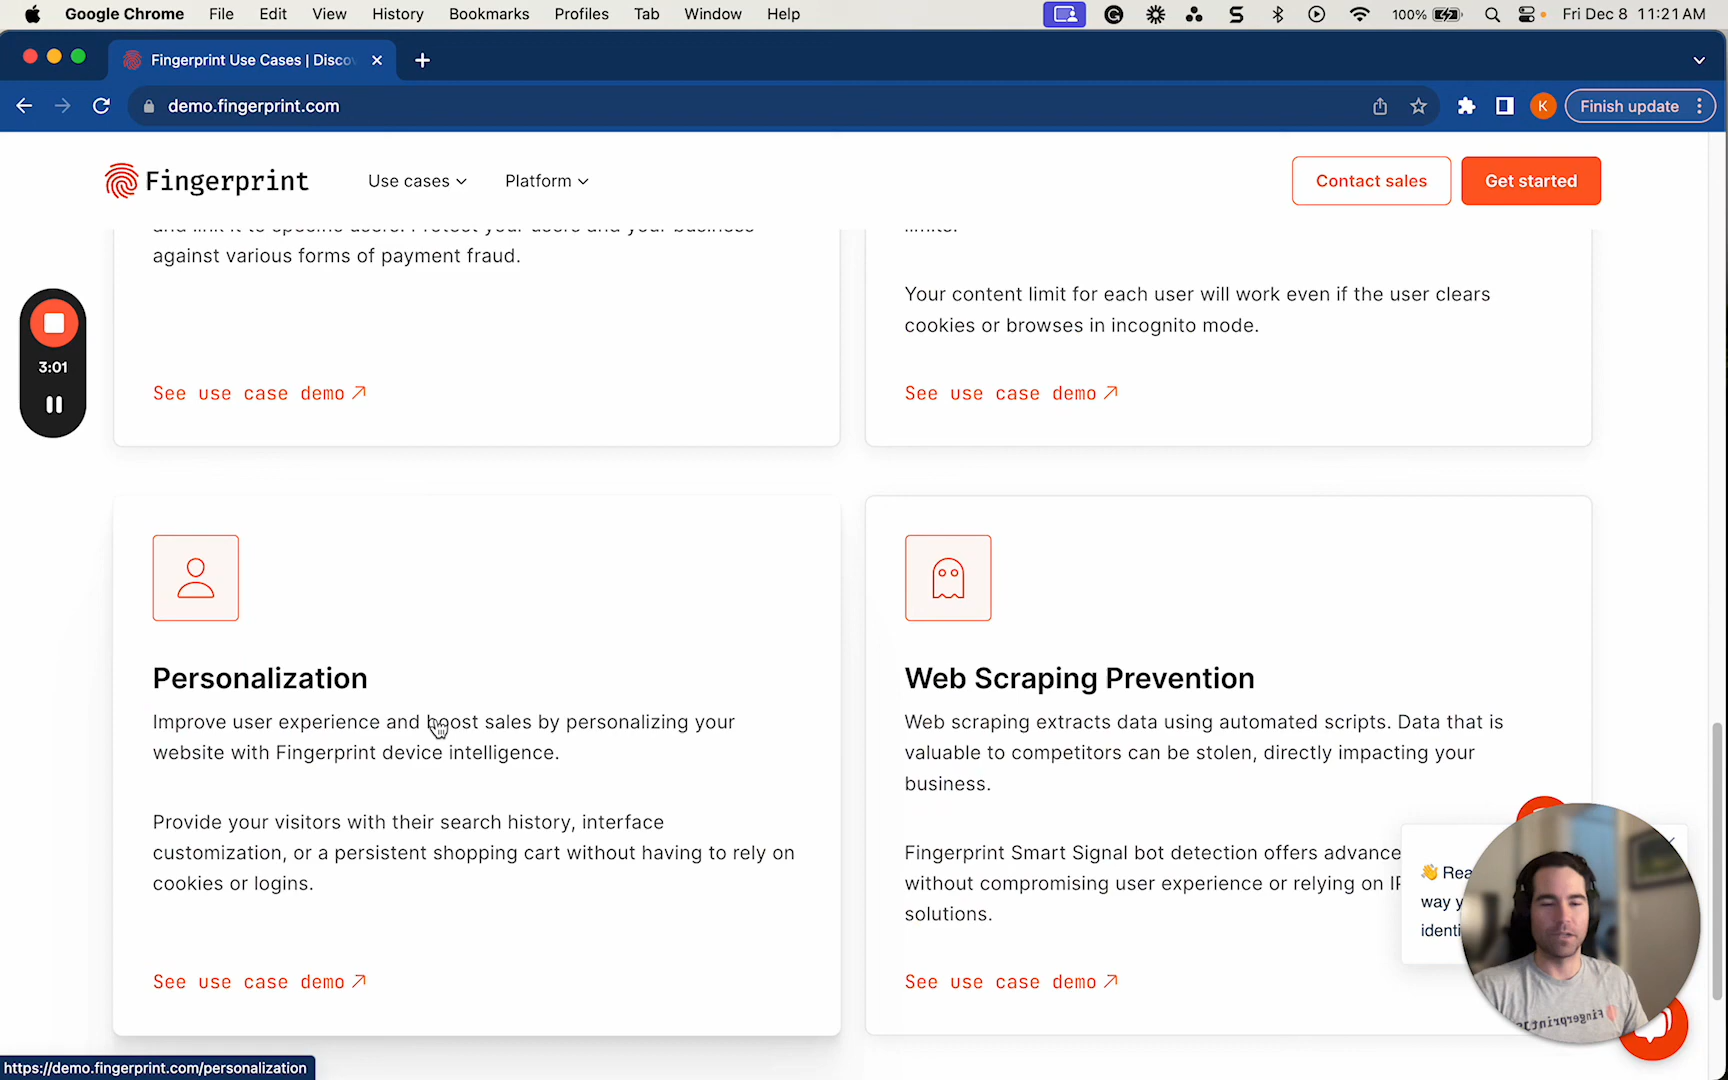 Google Chrome File Edit View History Bookmarks Profiles Tab Window Help 100% Fri Dec 8 11:21 AM
Fingerprint Use Cases | Disco
demo.fingerprint.com
K
Finish update
Fingerprint
Use cases
Platform
Contact sales
Get started
against various forms of payment fraud.
See use case demo
limits.
Your content limit for each user will work even if the user clears
cookies or browses in incognito mode.
See use case demo
3:01
Personalization
Improve user experience and boost sales by personalizing your
website with Fingerprint device intelligence.
Provide your visitors with their search history, interface
customization, or a persistent shopping cart without having to rely on
cookies or logins.
See use case demo
Web Scraping Prevention
Web scraping extracts data using automated scripts. Data that is
valuable to competitors can be stolen, directly impacting your
business.
Fingerprint Smart Signal bot detection offers advance
without compromising user experience or relying on IP
solutions.
See use case demo
👋 Rea
way y
identi
https://demo.fingerprint.com/personalization